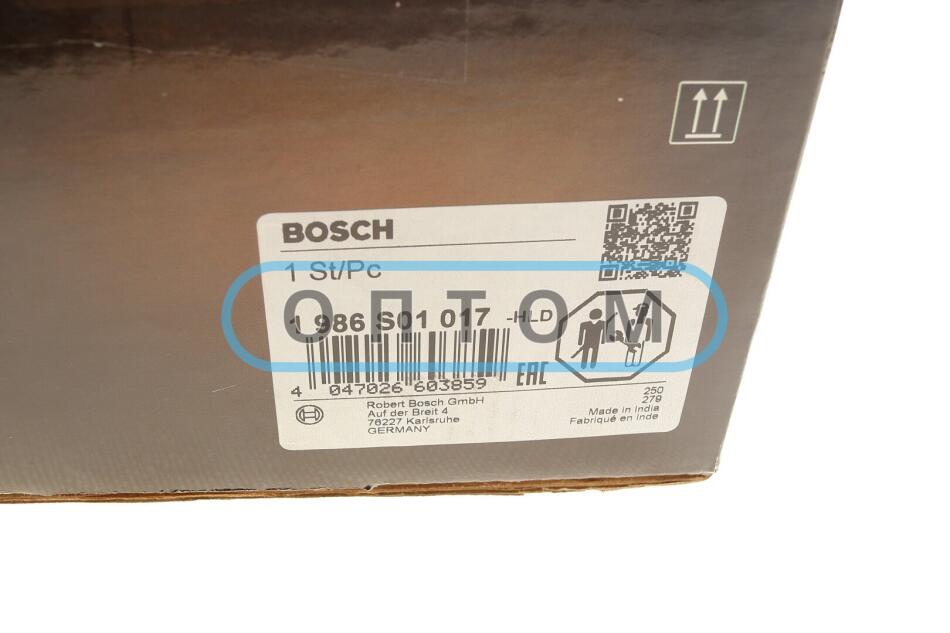 BOSCH
1 St/Pc
ОПТОМ
1 986 S01 017 -HLD
4 047026 603859
EAC
250
279
Robert Bosch GmbH
Auf der Breit 4
76227 Karlsruhe
GERMANY
Made in India
Fabriqué en Inde